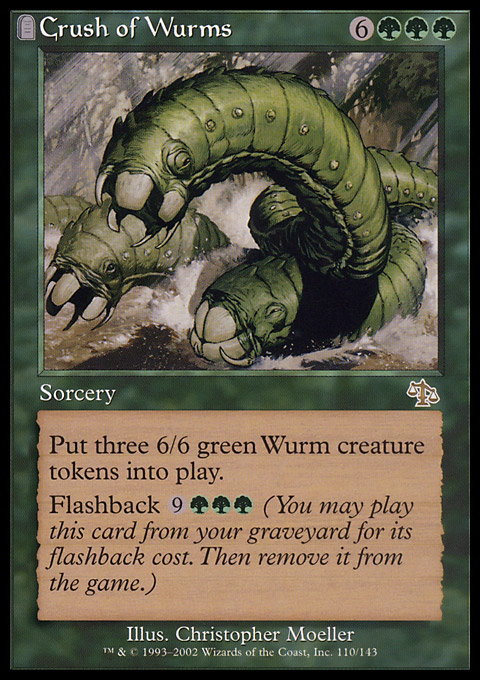 Crush of Wurms 6
Sorcery
Put three 6/6 green Wurm creature
tokens into play.
Flashback 9 (You may play
this card from your graveyard for its
flashback cost. Then remove it from
the game.)
Illus. Christopher Moeller
™ & © 1993–2002 Wizards of the Coast, Inc. 110/143